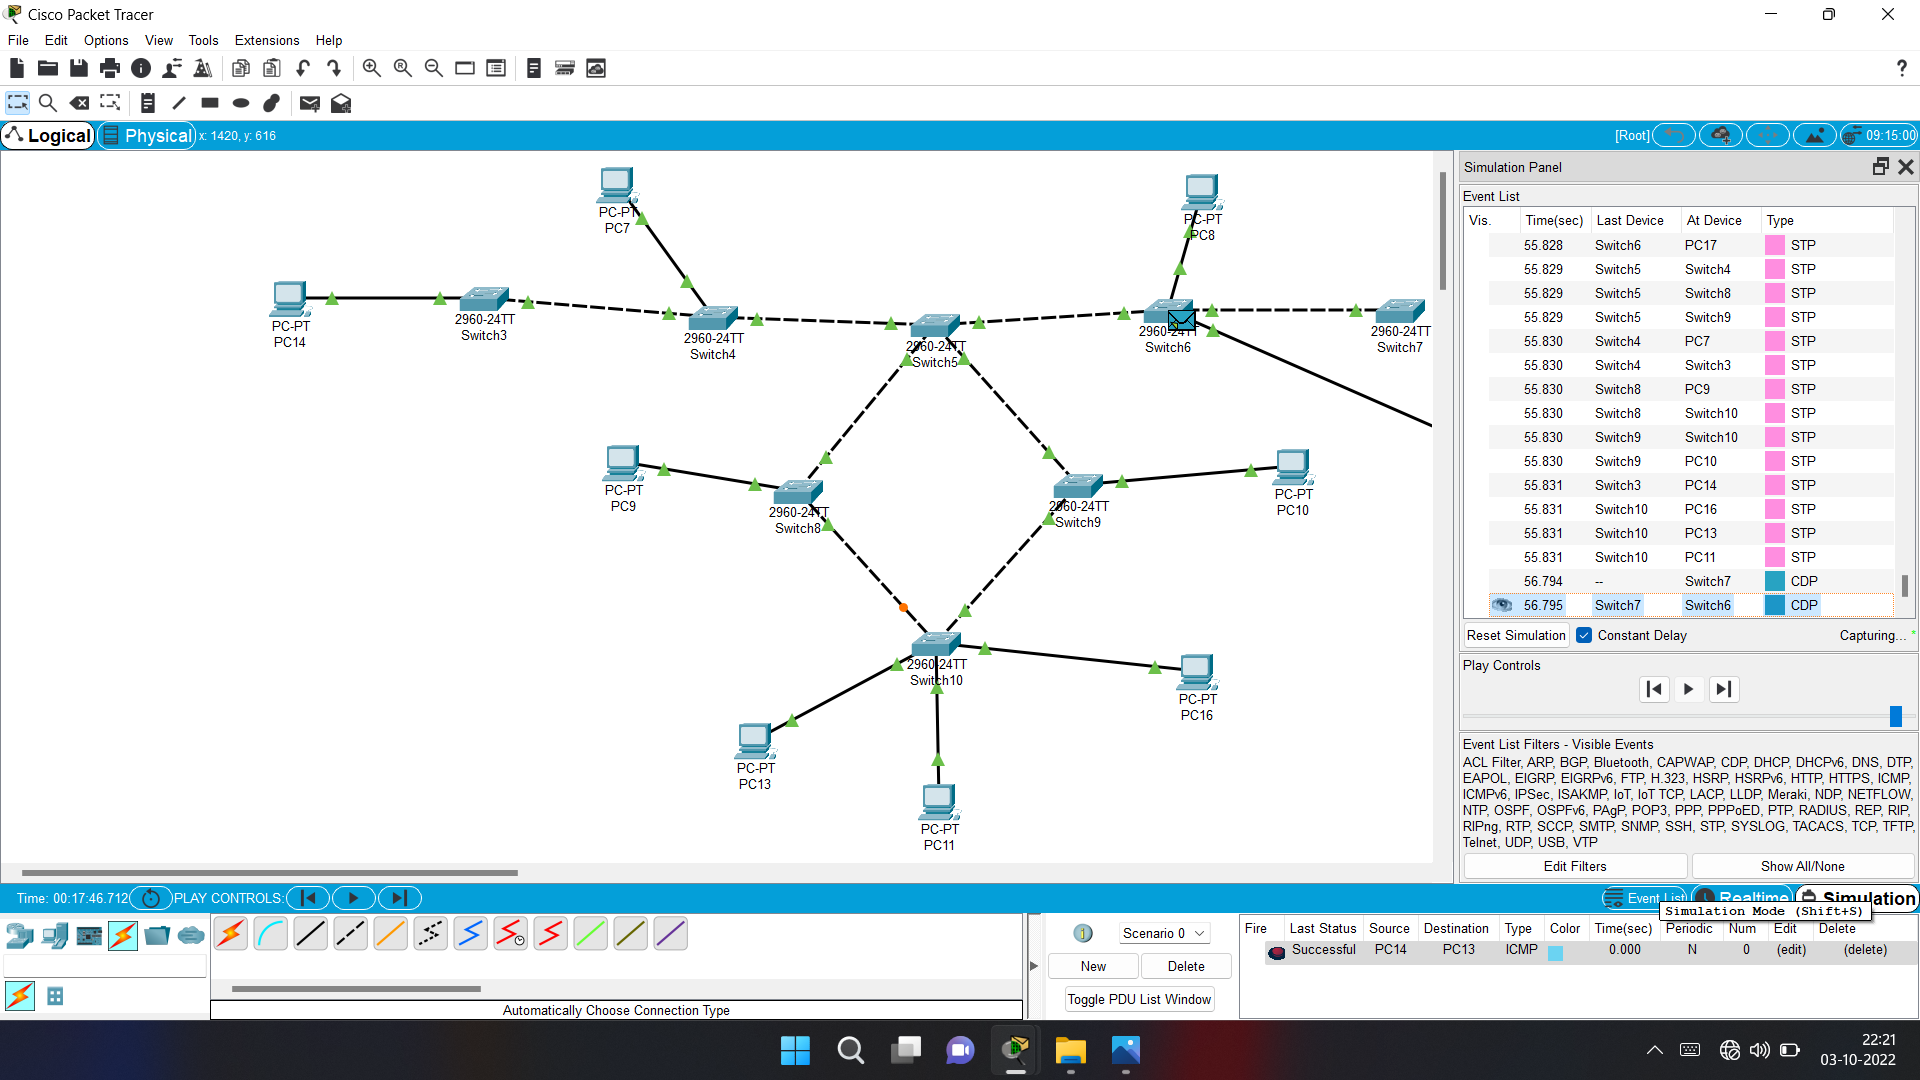 Cisco Packet Tracer
File Edit Options View Tools Extensions Help
Logical Physical x: 1420, y: 616
[Root] 09:15:00
PC-PT
PC7
PC-PT
PC8
PC-PT
PC14
2960-24TT
Switch3
2960-24TT
Switch4
2960-24TT
Switch5
2960-24TT
Switch6
2960-24TT
Switch7
PC-PT
PC9
2960-24TT
Switch8
2960-24TT
Switch9
PC-PT
PC10
2960-24TT
Switch10
PC-PT
PC16
PC-PT
PC13
PC-PT
PC11
Simulation Panel
Event List
Vis. Time(sec) Last Device At Device Type
55.828 Switch6 PC17 STP
55.829 Switch5 Switch4 STP
55.829 Switch5 Switch8 STP
55.829 Switch5 Switch9 STP
55.830 Switch4 PC7 STP
55.830 Switch4 Switch3 STP
55.830 Switch8 PC9 STP
55.830 Switch8 Switch10 STP
55.830 Switch9 Switch10 STP
55.830 Switch9 PC10 STP
55.831 Switch3 PC14 STP
55.831 Switch10 PC16 STP
55.831 Switch10 PC13 STP
55.831 Switch10 PC11 STP
56.794 -- Switch7 CDP
56.795 Switch7 Switch6 CDP
Reset Simulation Constant Delay Capturing... *
Play Controls
Event List Filters - Visible Events
ACL Filter, ARP, BGP, Bluetooth, CAPWAP, CDP, DHCP, DHCPv6, DNS, DTP,
EAPOL, EIGRP, EIGRPv6, FTP, H.323, HSRP, HSRPv6, HTTP, HTTPS, ICMP,
ICMPv6, IPSec, ISAKMP, IoT, IoT TCP, LACP, LLDP, Meraki, NDP, NETFLOW,
NTP, OSPF, OSPFv6, PAgP, POP3, PPP, PPPoED, PTP, RADIUS, REP, RIP,
RIPng, RTP, SCCP, SMTP, SNMP, SSH, STP, SYSLOG, TACACS, TCP, TFTP,
Telnet, UDP, USB, VTP
Edit Filters Show All/None
Time: 00:17:46.712 PLAY CONTROLS: Event List Realtime Simulation
Simulation Mode (Shift+S)
Scenario 0
New Delete
Toggle PDU List Window
Fire Last Status Source Destination Type Color Time(sec) Periodic Num Edit Delete
Successful PC14 PC13 ICMP 0.000 N 0 (edit) (delete)
Automatically Choose Connection Type
22:21
03-10-2022